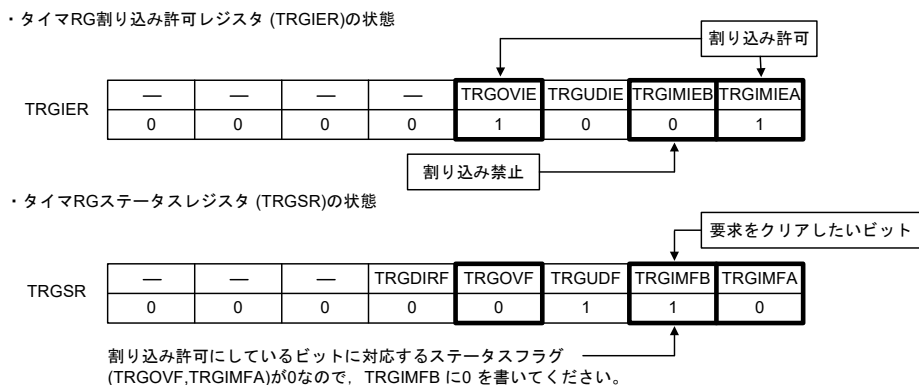 ・タイマRG割り込み許可レジスタ (TRGIER)の状態
割り込み許可
TRGIER
— — — — TRGOVIE TRGUDIE TRGIMIEB TRGIMIEA
0 0 0 0 1 0 0 1
割り込み禁止
・タイマRGステータスレジスタ (TRGSR)の状態
要求をクリアしたいビット
TRGSR
— — — TRGDIRF TRGOVF TRGUDF TRGIMFB TRGIMFA
0 0 0 0 0 1 1 0
割り込み許可にしているビットに対応するステータスフラグ
(TRGOVF,TRGIMFA)が0なので，TRGIMFB に0 を書いてください。